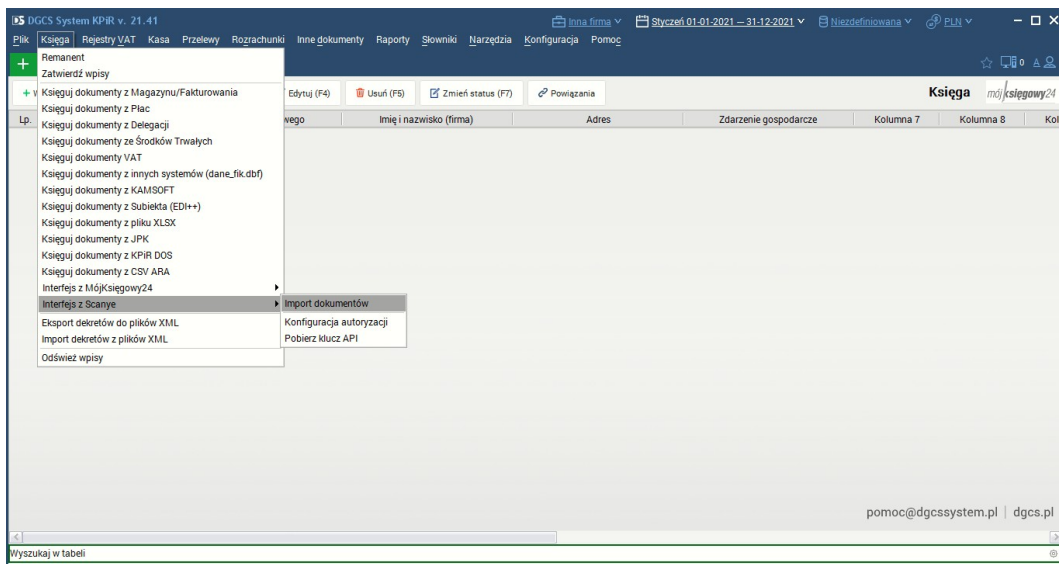 DGCS System KPiR v. 21.41 Inna firma Styczeń 01-01-2021 — 31-12-2021 Niezdefiniowana PLN
Plik Księga Rejestry VAT Kasa Przelewy Rozrachunki Inne dokumenty Raporty Słowniki Narzędzia Konfiguracja Pomoc
Remanent
Zatwierdź wpisy
Księguj dokumenty z Magazynu/Fakturowania
Edytuj (F4) Usuń (F5) Zmień status (F7) Powiązania Księga mójksięgowy24
Księguj dokumenty z Płac
Lp. Imię i nazwisko (firma) Adres Zdarzenie gospodarcze Kolumna 7 Kolumna 8
Księguj dokumenty z Delegacji
Księguj dokumenty ze Środków Trwałych
Księguj dokumenty VAT
Księguj dokumenty z innych systemów (dane_fik.dbf)
Księguj dokumenty z KAMSOFT
Księguj dokumenty z Subiekta (EDI++)
Księguj dokumenty z pliku XLSX
Księguj dokumenty z JPK
Księguj dokumenty z KPiR DOS
Księguj dokumenty z CSV ARA
Interfejs z MójKsięgowy24
Interfejs z Scanye Import dokumentów
Eksport dekretów do plików XML Konfiguracja autoryzacji
Import dekretów z plików XML Pobierz klucz API
Odśwież wpisy
pomoc@dgcssystem.pl | dgcs.pl
Wyszukaj w tabeli